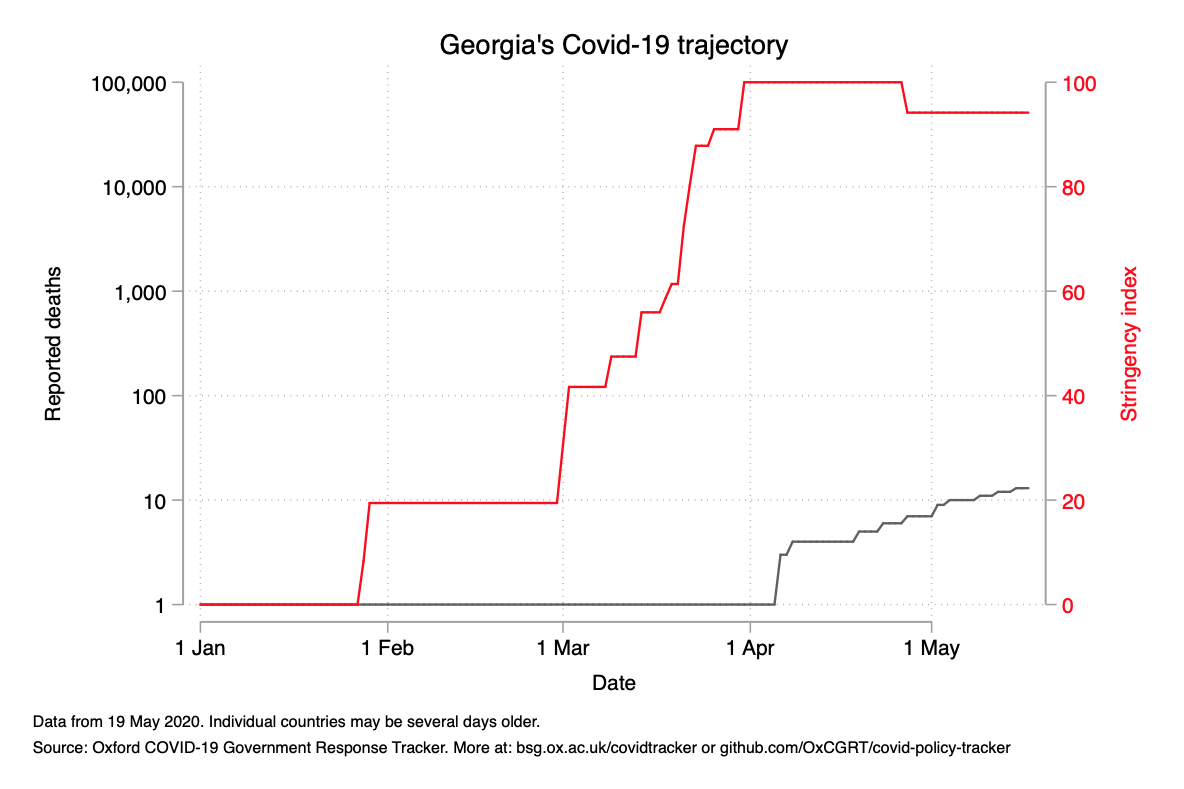 Georgia's Covid-19 trajectory
100,000
10,000
1,000
100
10
1
Reported deaths
100
80
60
40
20
0
Stringency index
1 Jan
1 Feb
1 Mar
1 Apr
1 May
Date
Data from 19 May 2020. Individual countries may be several days older.
Source: Oxford COVID-19 Government Response Tracker. More at: bsg.ox.ac.uk/covidtracker or github.com/OxCGRT/covid-policy-tracker